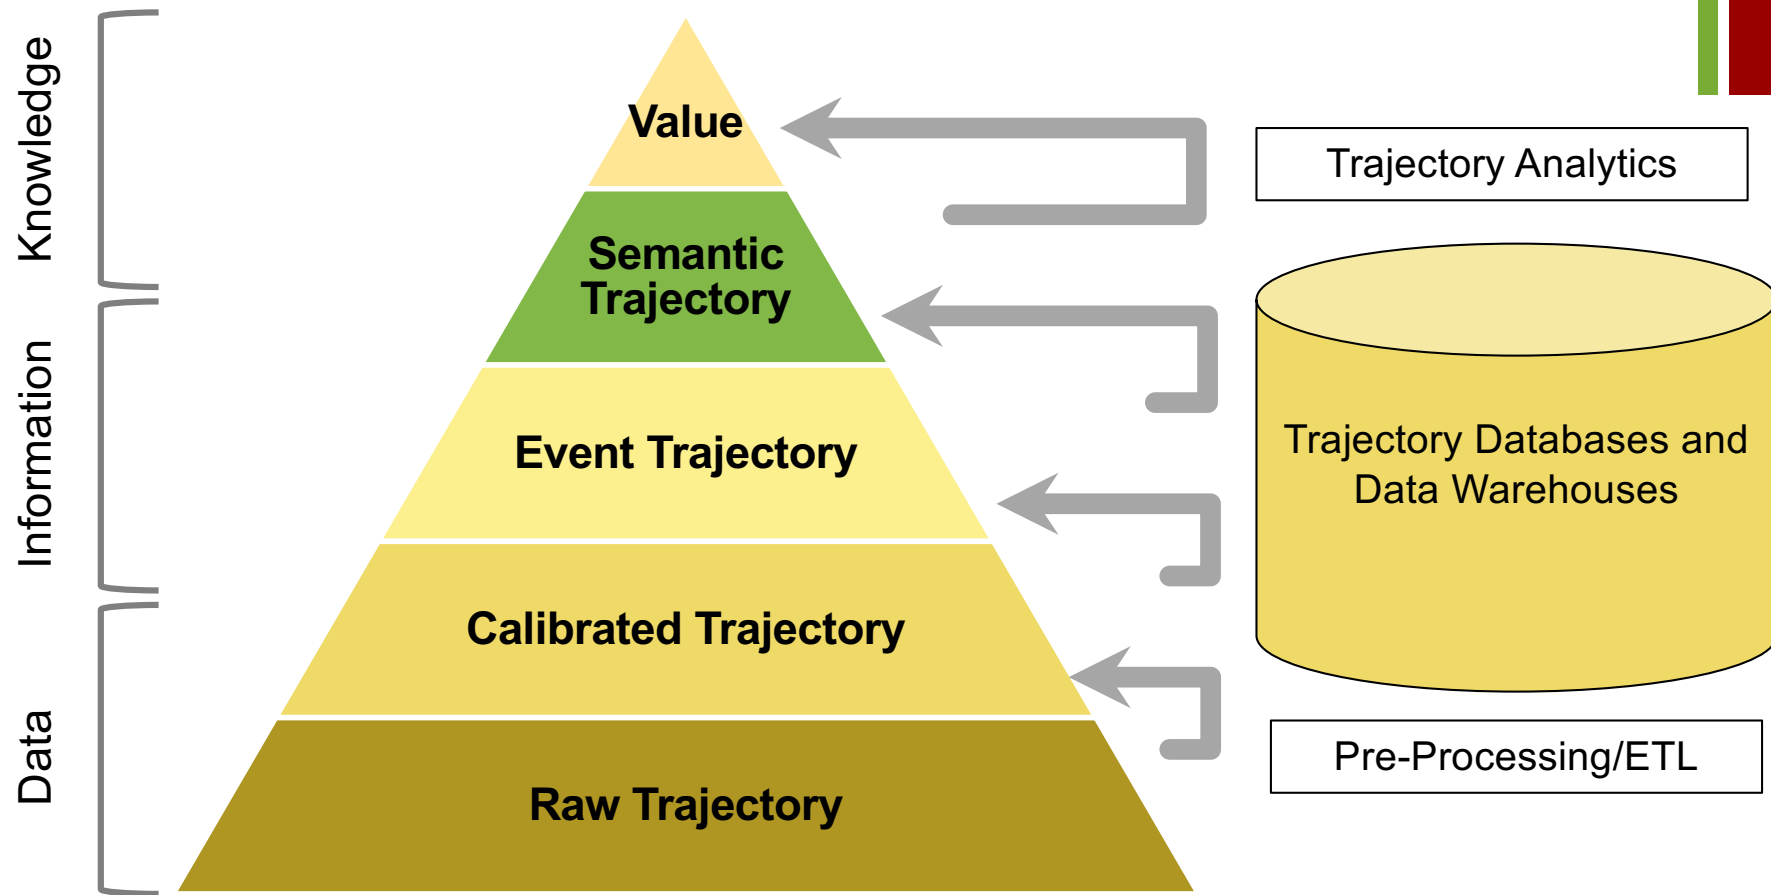 Knowledge
Information
Data
Value
Semantic
Trajectory
Event Trajectory
Calibrated Trajectory
Raw Trajectory
Trajectory Analytics
Trajectory Databases and
Data Warehouses
Pre-Processing/ETL